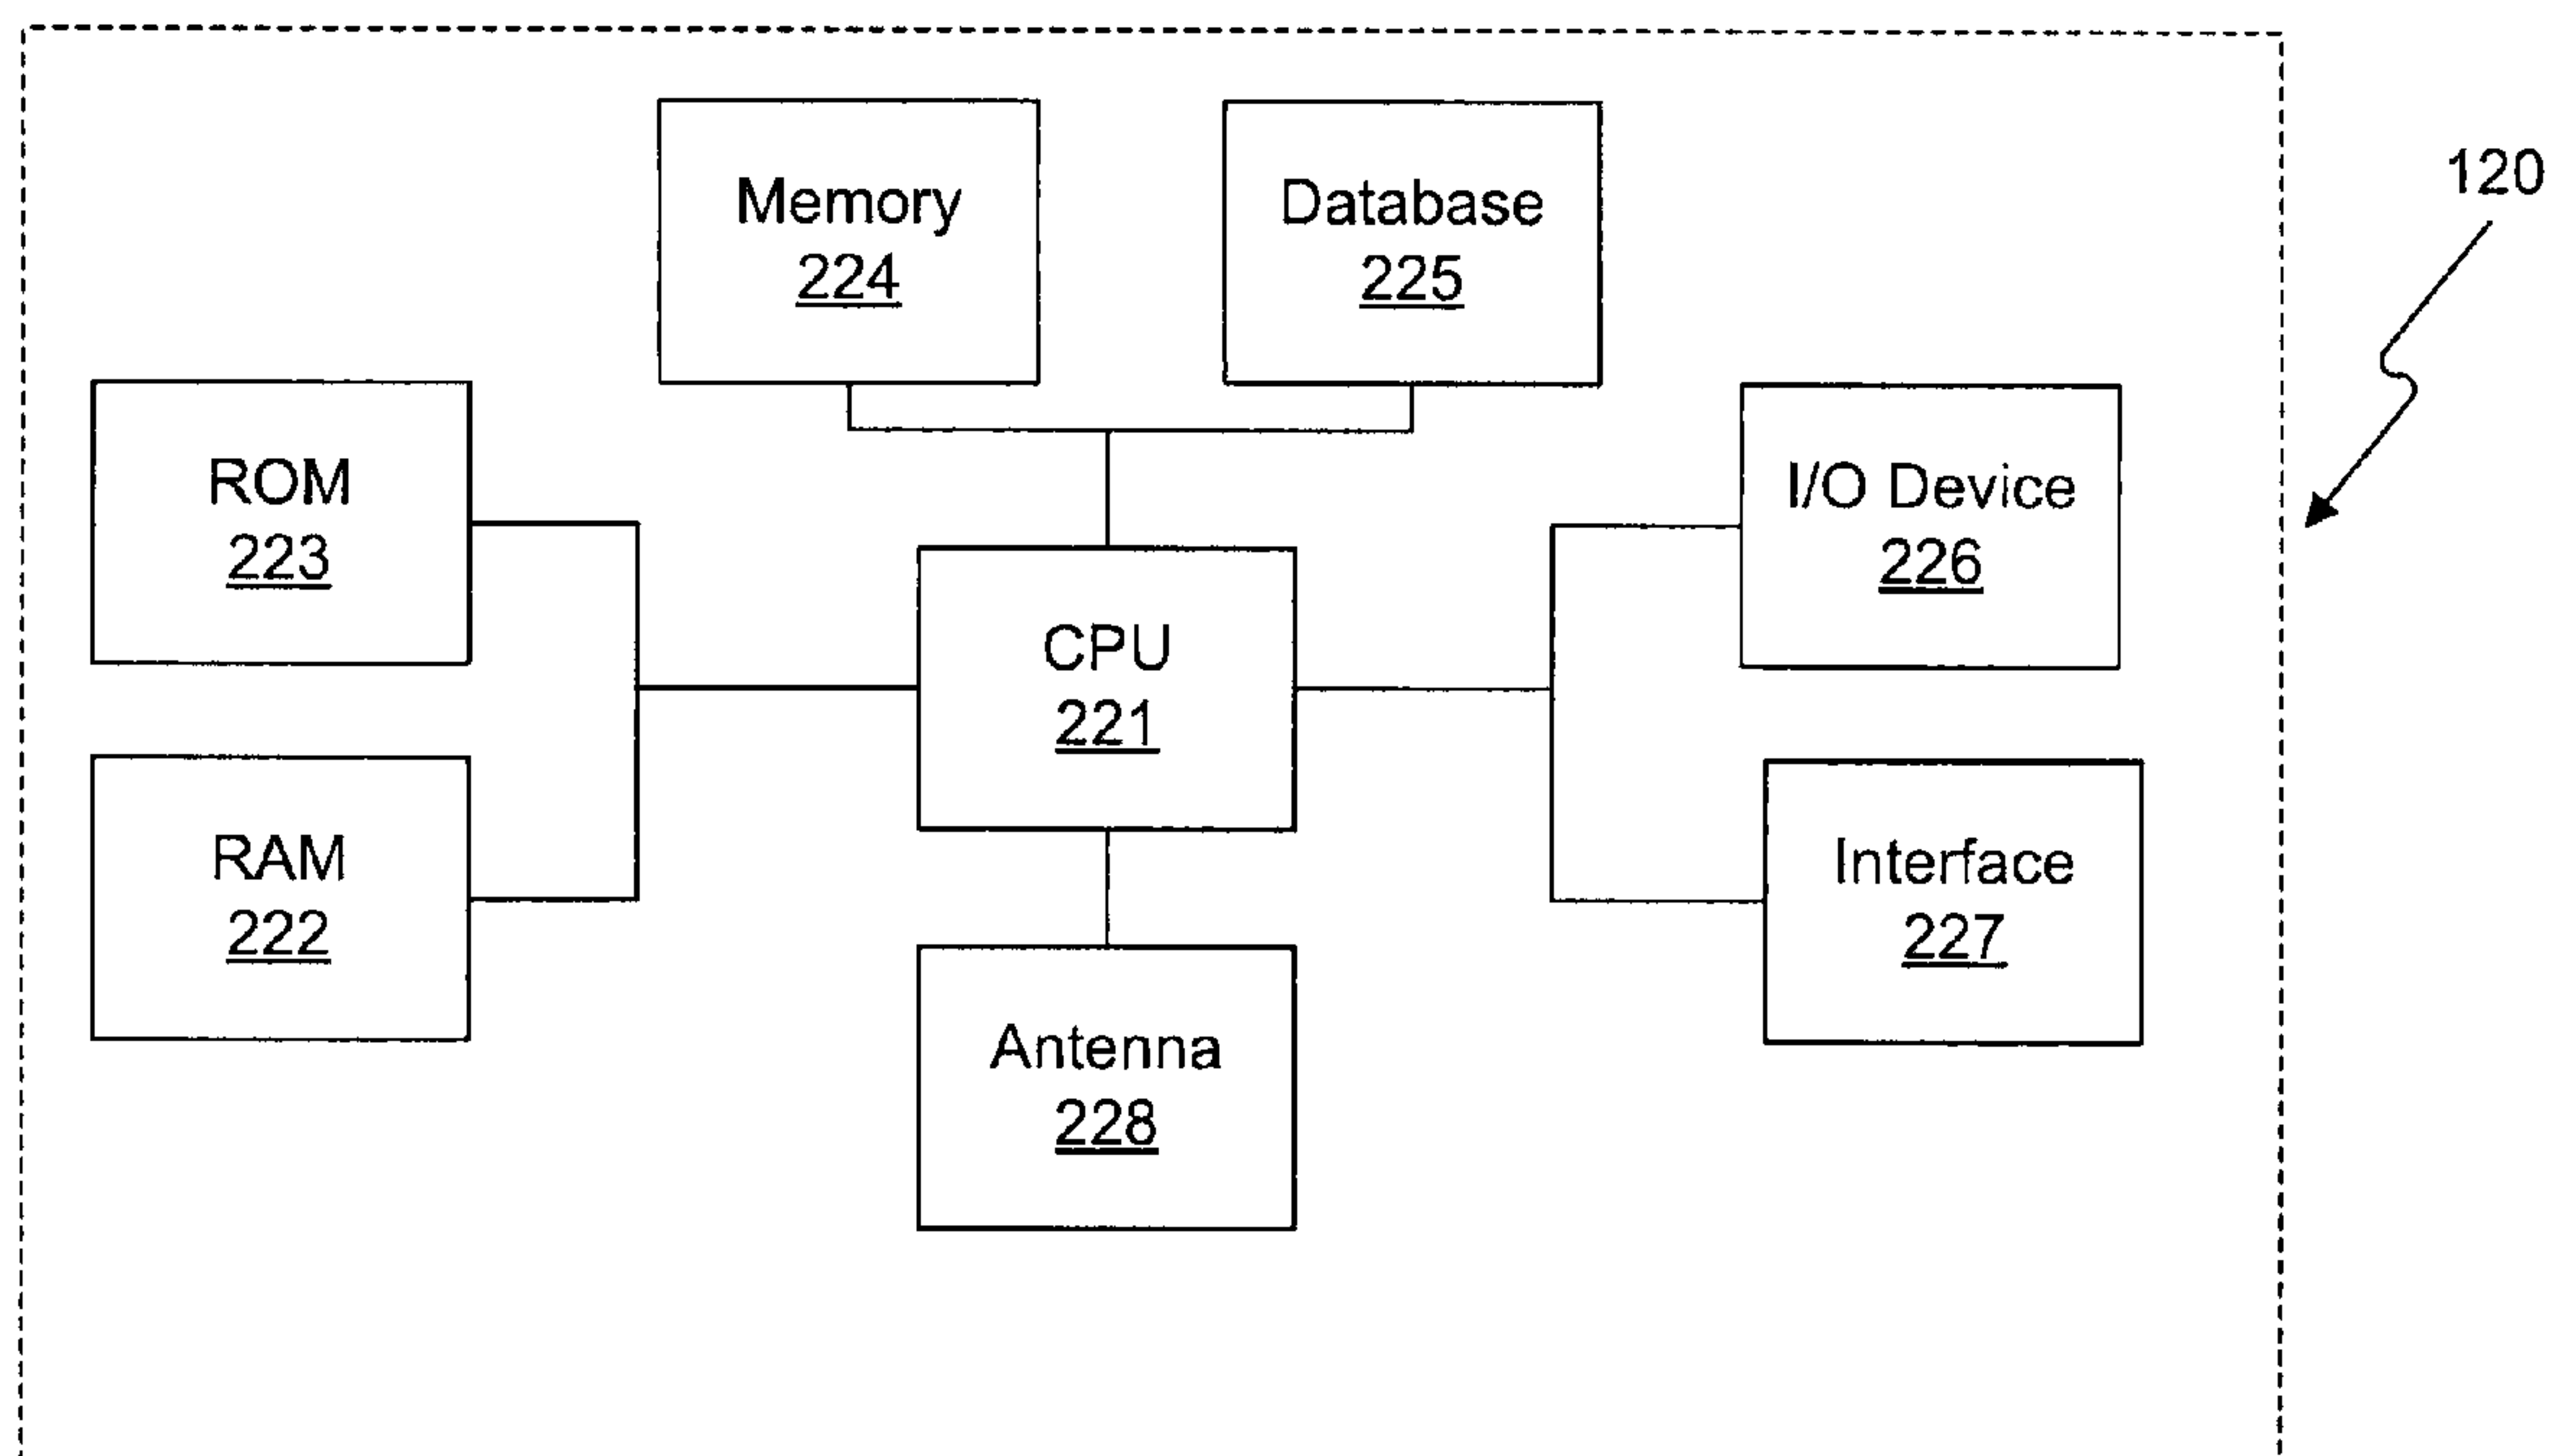 Memory
224
Database
225
120
ROM
223
I/O Device
226
CPU
221
RAM
222
Interface
227
Antenna
228